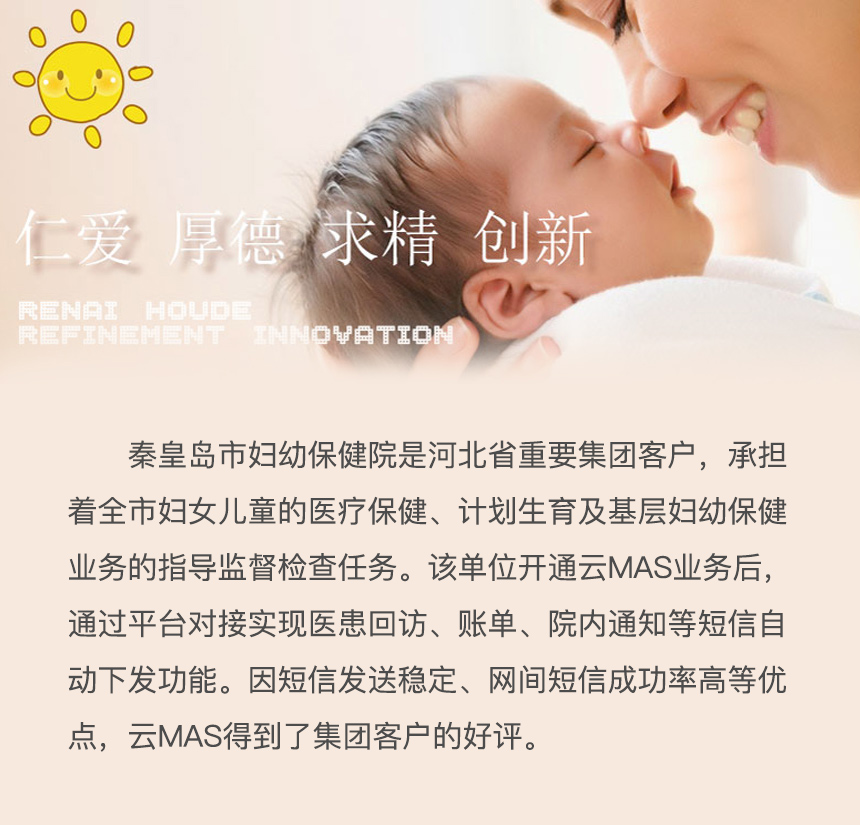 仁爱 厚德 求精 创新
RENAI HOUDE
REFINEMENT INNOVATION
秦皇岛市妇幼保健院是河北省重要集团客户，承担
着全市妇女儿童的医疗保健、计划生育及基层妇幼保健
业务的指导监督检查任务。该单位开通云MAS业务后，
通过平台对接实现医患回访、账单、院内通知等短信自
动下发功能。因短信发送稳定、网间短信成功率高等优
点，云MAS得到了集团客户的好评。